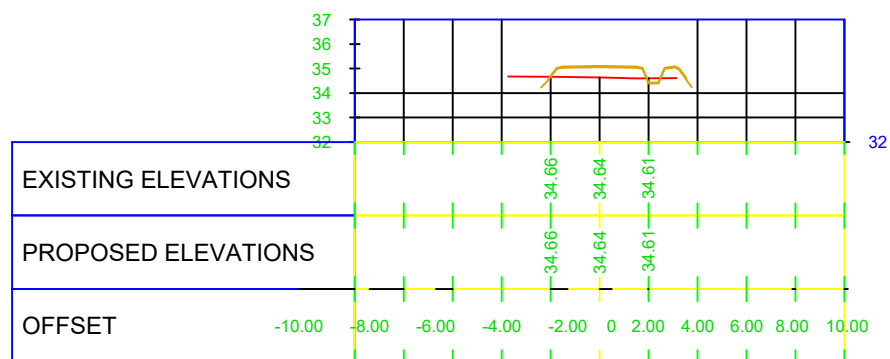 37
36
35
34
33
32
32
EXISTING ELEVATIONS 34.66 34.64 34.61
PROPOSED ELEVATIONS 34.66 34.64 34.61
OFFSET -10.00 -8.00 -6.00 -4.00 -2.00 0 2.00 4.00 6.00 8.00 10.00